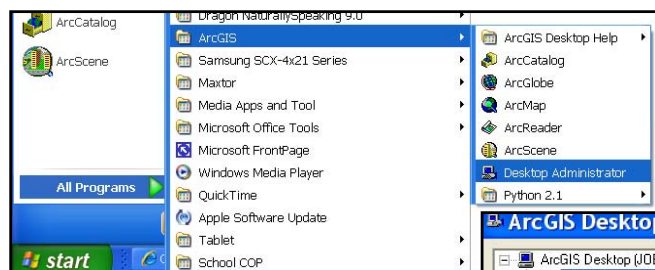 ArcCatalog
ArcScene
All Programs
start
Dragon NaturallySpeaking 9.0
ArcGIS
Samsung SCX-4x21 Series
Maxtor
Media Apps and Tool
Microsoft Office Tools
Microsoft FrontPage
Windows Media Player
QuickTime
Apple Software Update
Tablet
School COP
ArcGIS Desktop Help
ArcCatalog
ArcGlobe
ArcMap
ArcReader
ArcScene
Desktop Administrator
Python 2.1
ArcGIS Deskto
ArcGIS Desktop (JOE